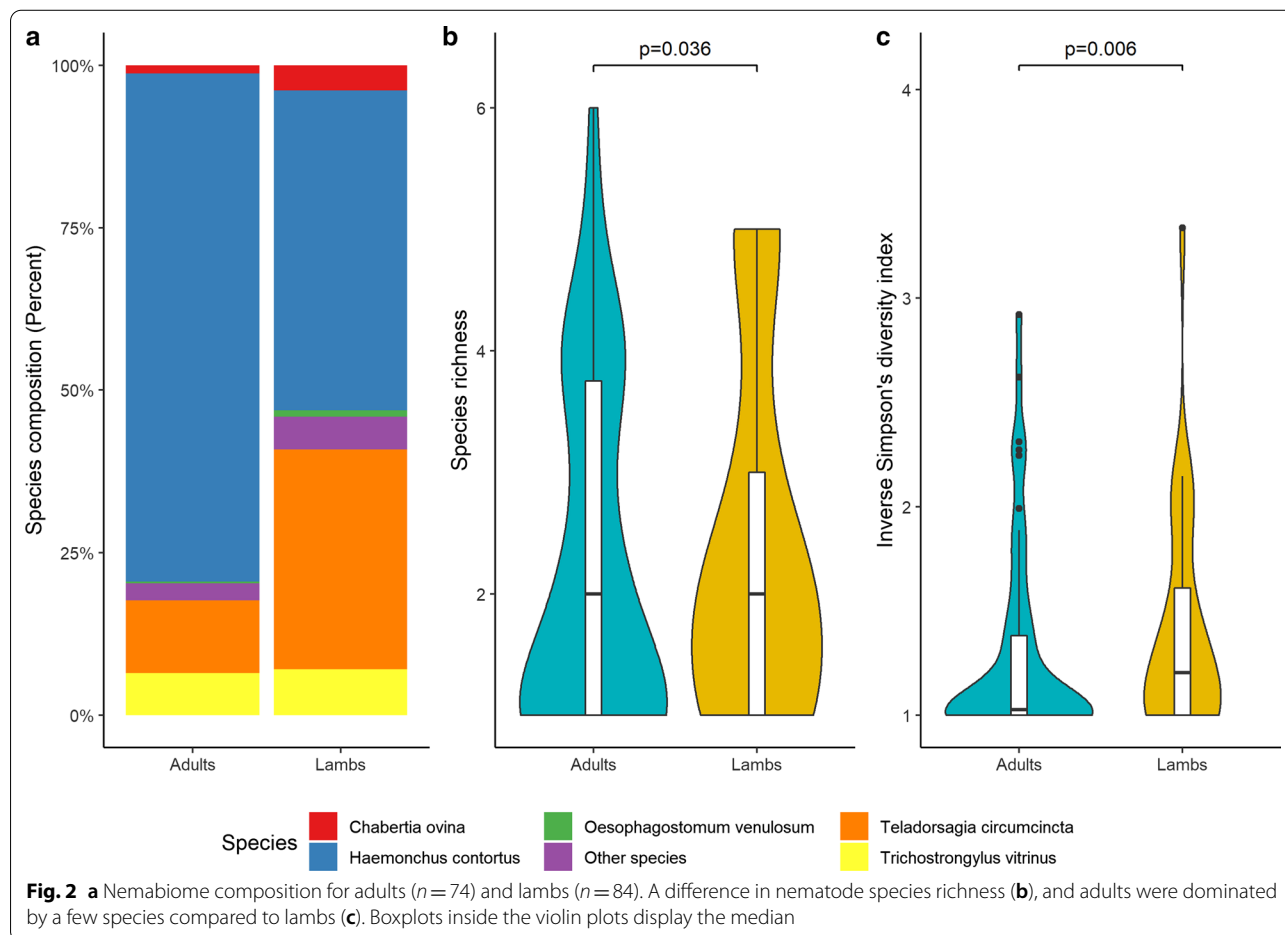 a
Species composition (Percent)
100%
75%
50%
25%
0%
Adults Lambs
b
p=0.036
Species richness
6
4
2
Adults Lambs
c
p=0.006
Inverse Simpson's diversity index
4
3
2
1
Adults Lambs
Species
Chabertia ovina Oesophagostomum venulosum Teladorsagia circumcincta
Haemonchus contortus Other species Trichostrongylus vitrinus
Fig. 2 a Nemabiome composition for adults (n = 74) and lambs (n = 84). A difference in nematode species richness (b), and adults were dominated
by a few species compared to lambs (c). Boxplots inside the violin plots display the median